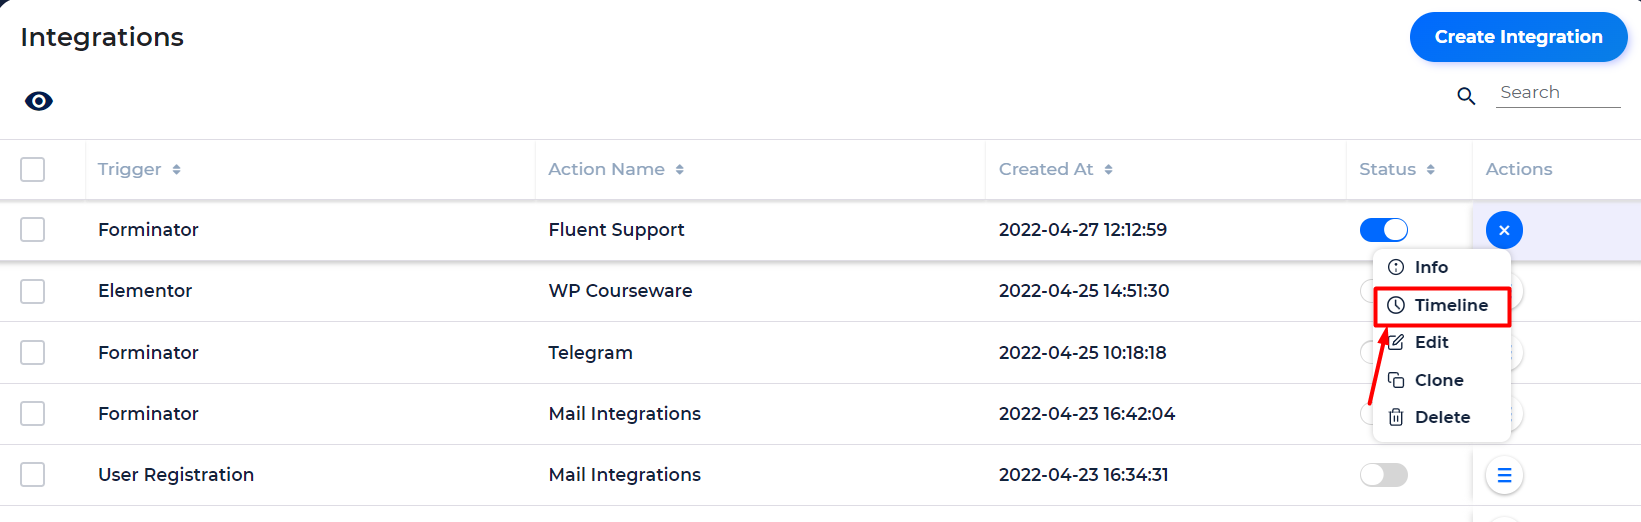 Integrations
Create Integration
Search
Trigger Action Name Created At Status Actions
Forminator Fluent Support 2022-04-27 12:12:59
Info
Elementor WP Courseware 2022-04-25 14:51:30
Timeline
Edit
Forminator Telegram 2022-04-25 10:18:18
Clone
Forminator Mail Integrations 2022-04-23 16:42:04
Delete
User Registration Mail Integrations 2022-04-23 16:34:31